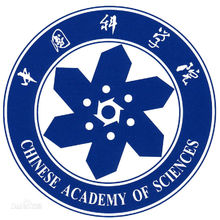 中国科学院
CHINESE ACADEMY OF SCIENCES